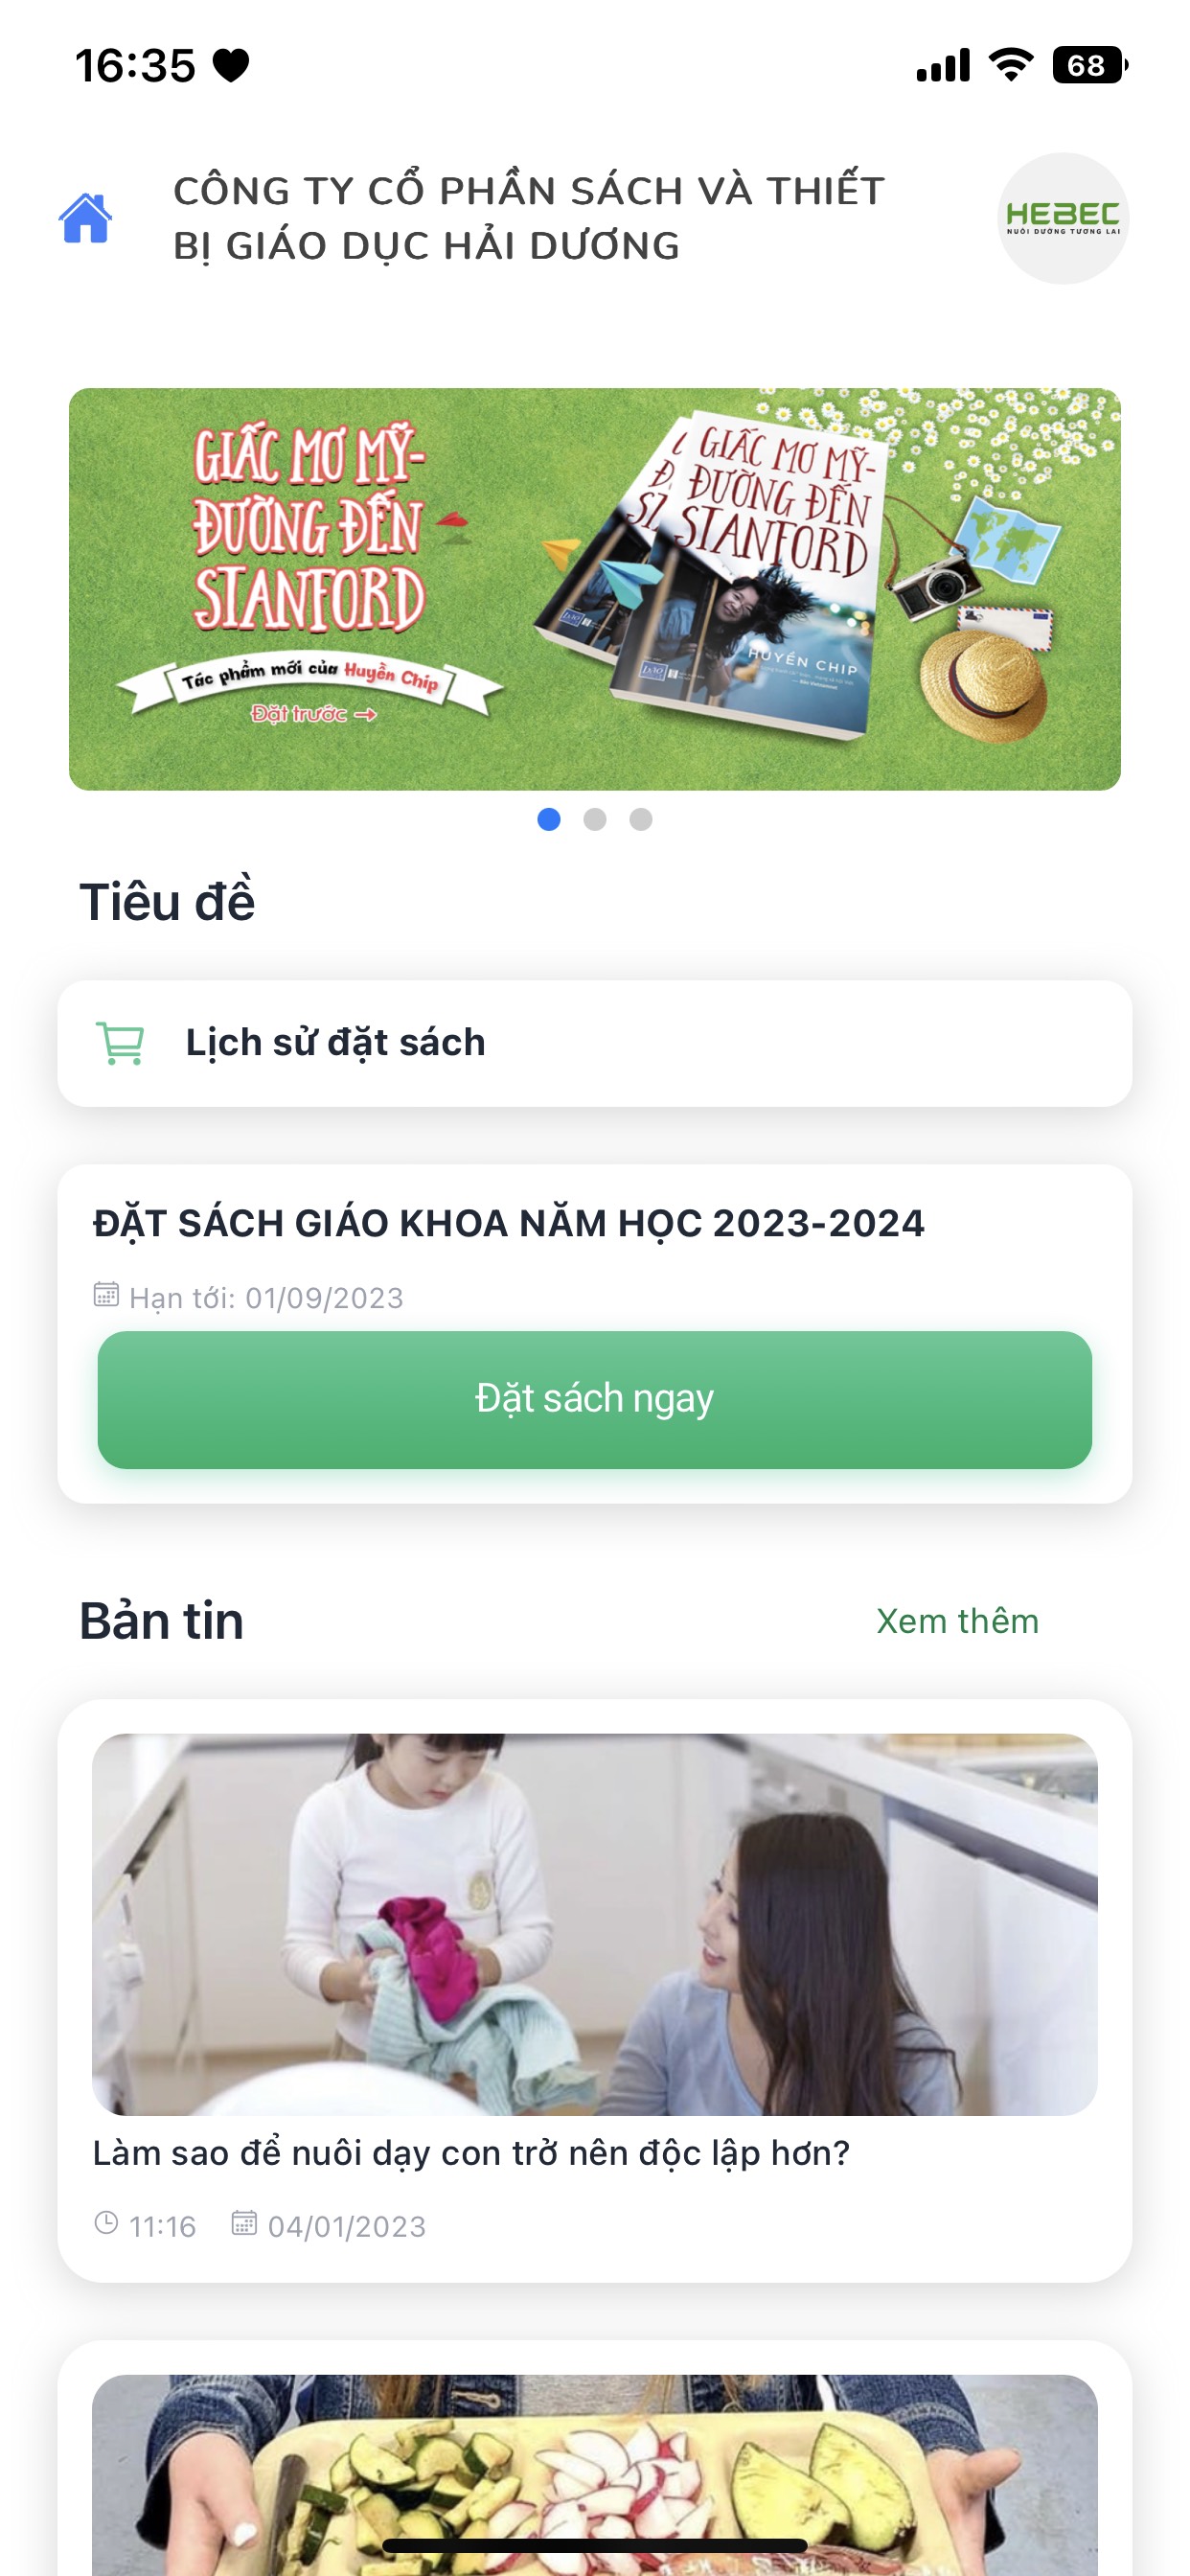 16:35
68
CÔNG TY CỔ PHẦN SÁCH VÀ THIẾT
BỊ GIÁO DỤC HẢI DƯƠNG
HEBEC
NUÔI DƯỠNG TƯƠNG LAI
GIẤC MƠ MỸ-
ĐƯỜNG ĐẾN
STANFORD
Tác phẩm mới của Huyền Chip
Đặt trước →
GIẤC MƠ MỸ-
ĐƯỜNG ĐẾN
STANFORD
HUYỀN CHIP
Tiêu đề
Lịch sử đặt sách
ĐẶT SÁCH GIÁO KHOA NĂM HỌC 2023-2024
Hạn tới: 01/09/2023
Đặt sách ngay
Bản tin
Xem thêm
Làm sao để nuôi dạy con trở nên độc lập hơn?
11:16 04/01/2023